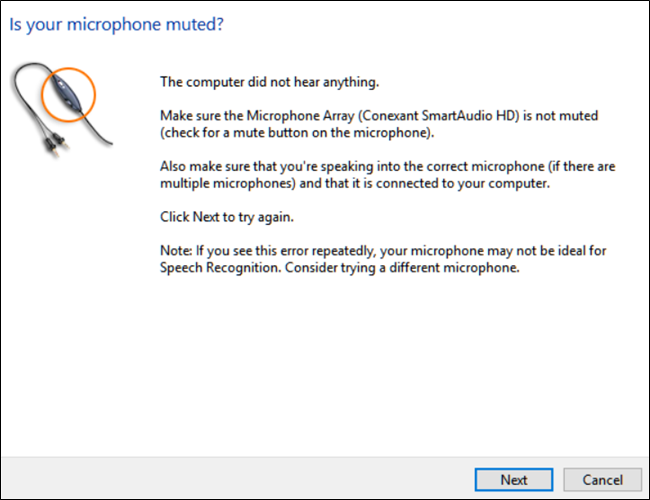 Is your microphone muted?
The computer did not hear anything.
Make sure the Microphone Array (Conexant SmartAudio HD) is not muted
(check for a mute button on the microphone).
Also make sure that you're speaking into the correct microphone (if there are
multiple microphones) and that it is connected to your computer.
Click Next to try again.
Note: If you see this error repeatedly, your microphone may not be ideal for
Speech Recognition. Consider trying a different microphone.
Next
Cancel